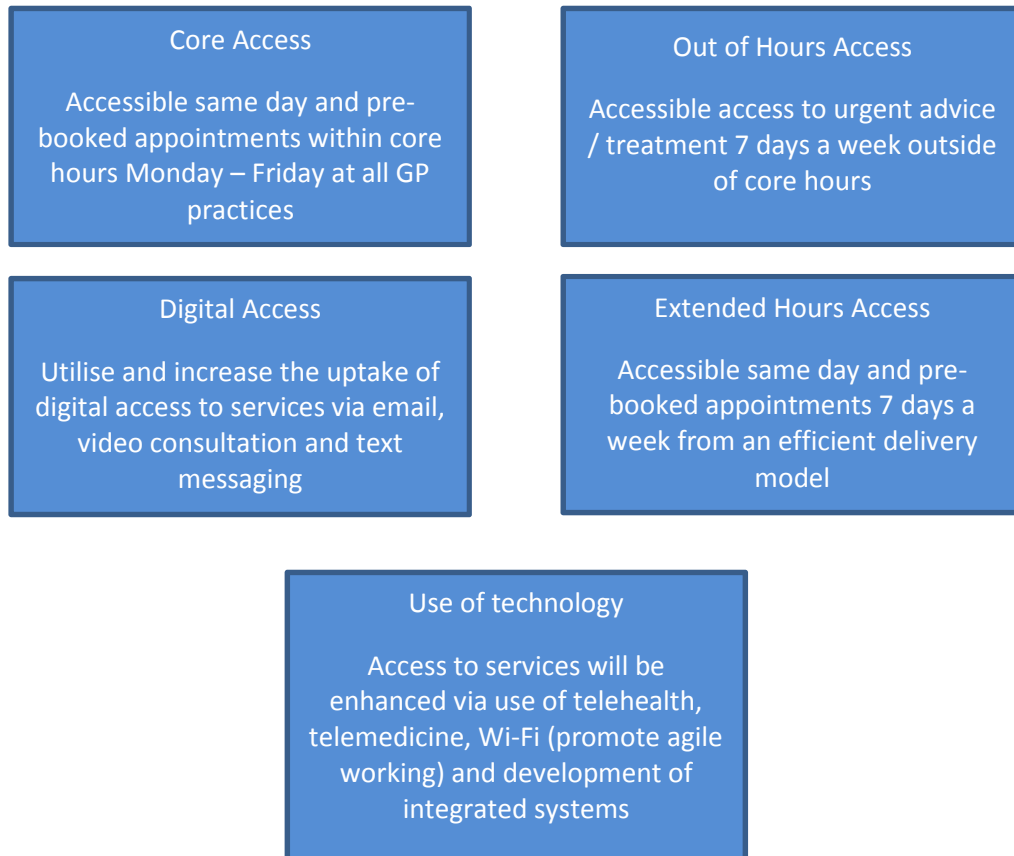 Core Access
Accessible same day and pre-
booked appointments within core
hours Monday – Friday at all GP
practices
Out of Hours Access
Accessible access to urgent advice
/ treatment 7 days a week outside
of core hours
Digital Access
Utilise and increase the uptake of
digital access to services via email,
video consultation and text
messaging
Extended Hours Access
Accessible same day and pre-
booked appointments 7 days a
week from an efficient delivery
model
Use of technology
Access to services will be
enhanced via use of telehealth,
telemedicine, Wi-Fi (promote agile
working) and development of
integrated systems